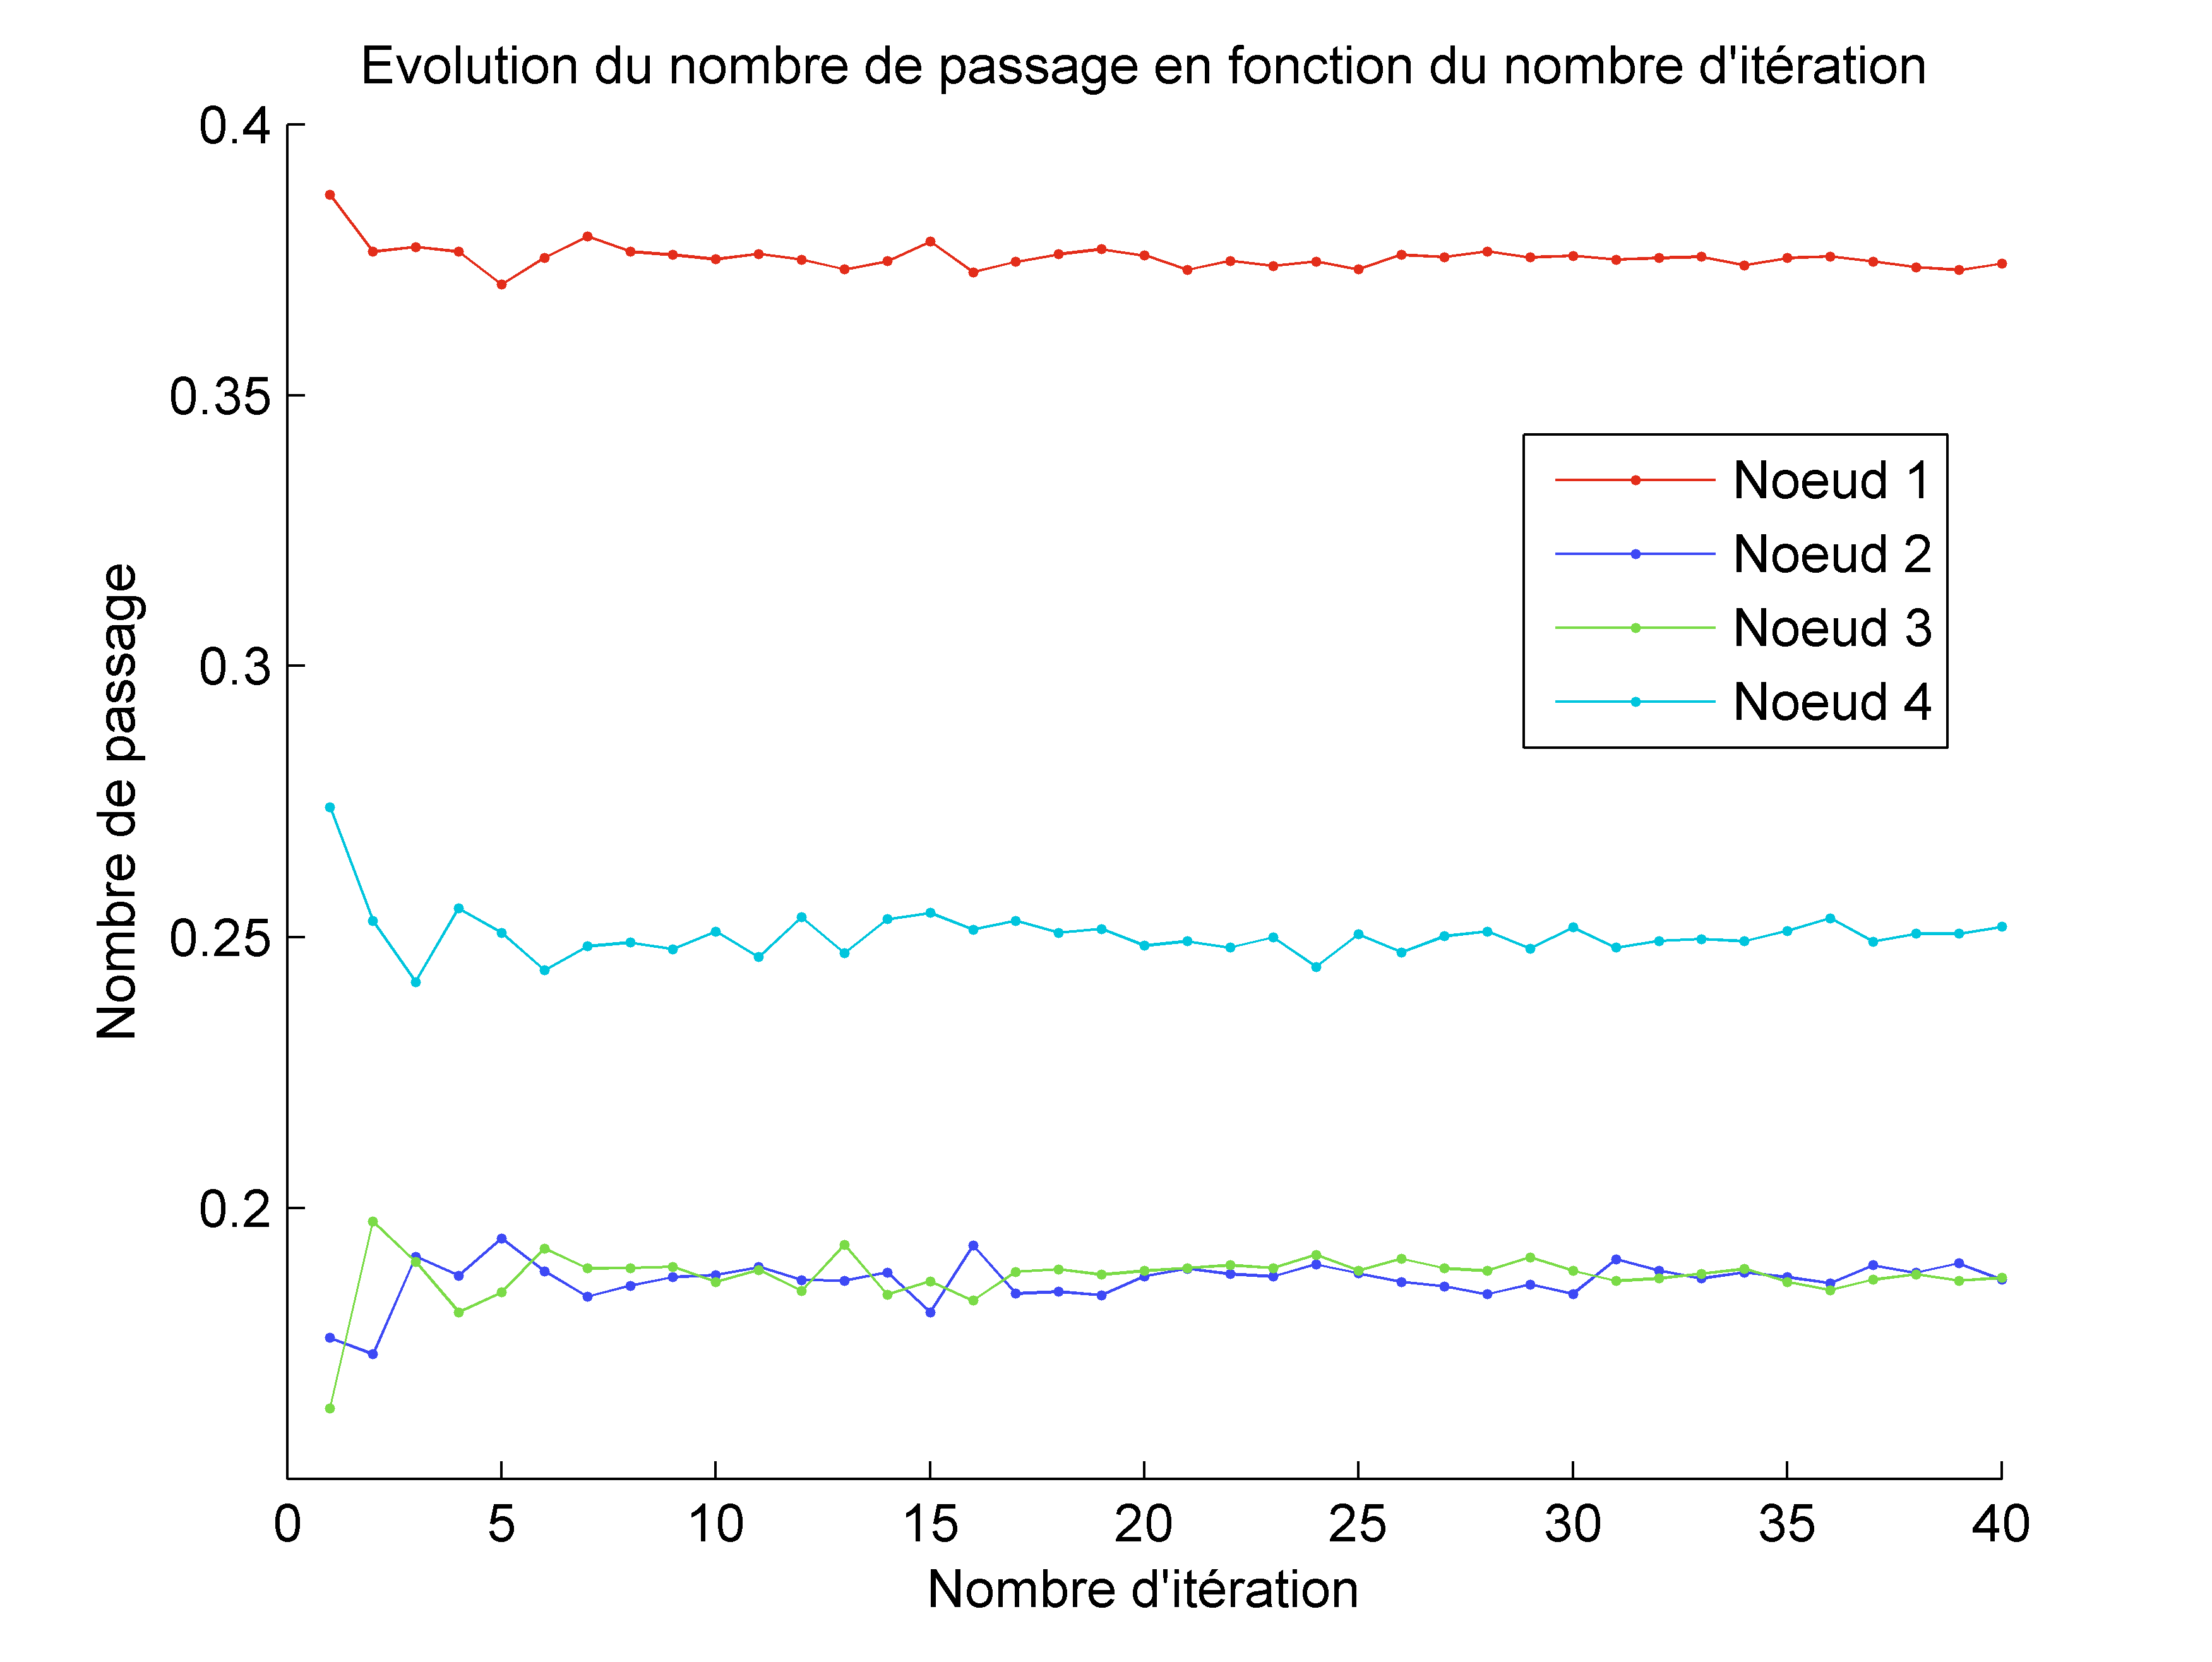 Evolution du nombre de passage en fonction du nombre d'itération
0.4
0.35
0.3
0.25
0.2
Nombre de passage
Noeud 1
Noeud 2
Noeud 3
Noeud 4
0 5 10 15 20 25 30 35 40
Nombre d'itération